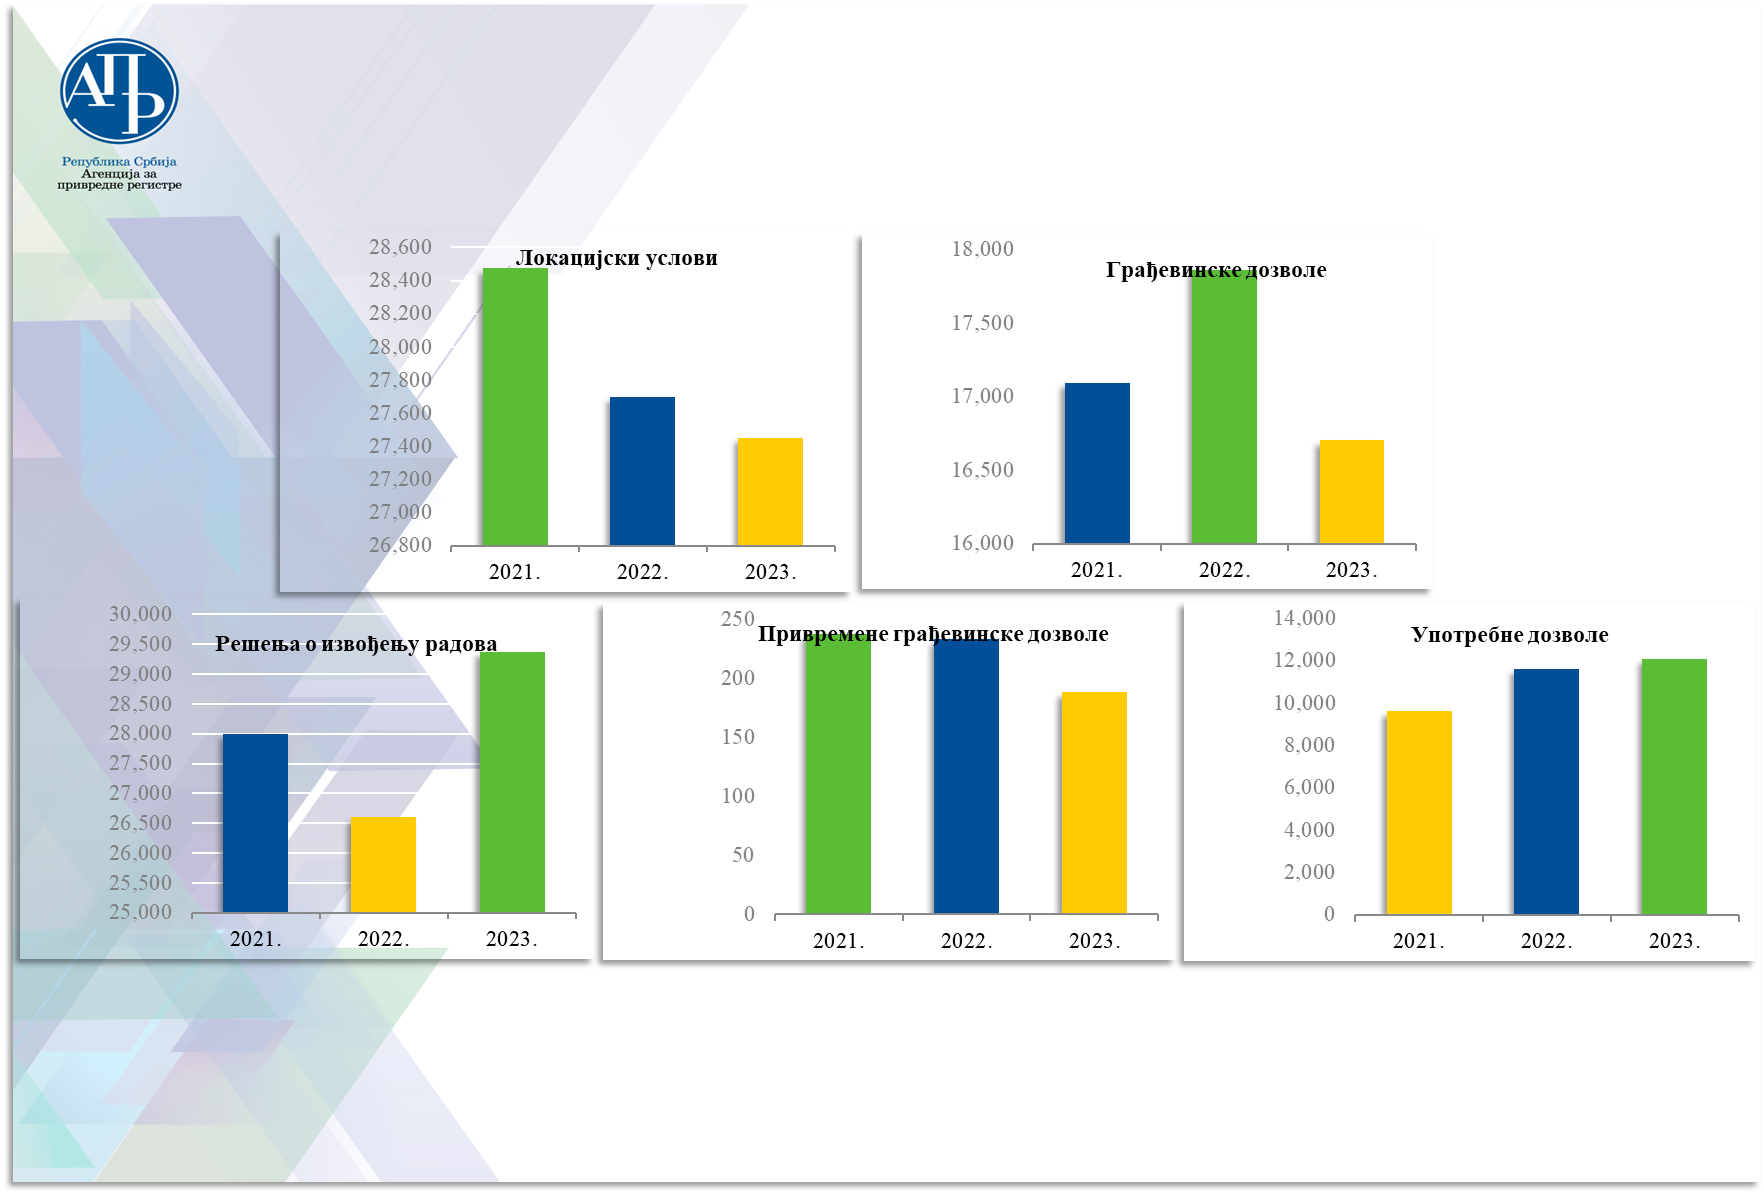 АПР
Република Србија
Агенција за
привредне регистре
Локацијски услови
28,600
28,400
28,200
28,000
27,800
27,600
27,400
27,200
27,000
26,800
2021. 2022. 2023.
Грађевинске дозволе
18,000
17,500
17,000
16,500
16,000
2021. 2022. 2023.
Решења о извођењу радова
30,000
29,500
29,000
28,500
28,000
27,500
27,000
26,500
26,000
25,500
25,000
2021. 2022. 2023.
Привремене грађевинске дозволе
250
200
150
100
50
0
2021. 2022. 2023.
Употребне дозволе
14,000
12,000
10,000
8,000
6,000
4,000
2,000
0
2021. 2022. 2023.